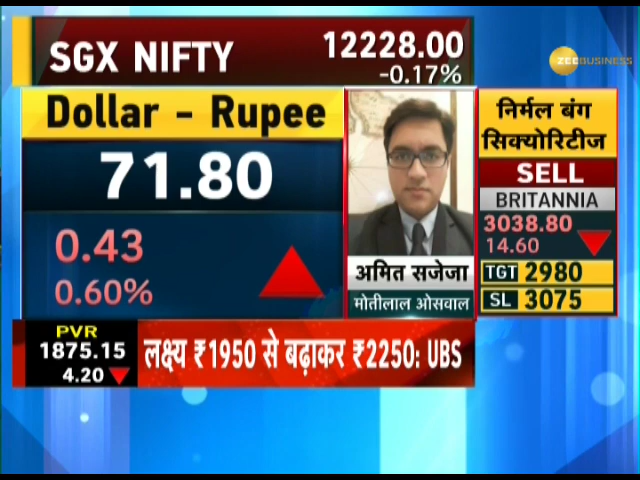 SGX NIFTY
12228.00
-0.17%
ZEE BUSINESS
Dollar - Rupee
71.80
0.43
0.60%
अमित सजेजा
मोतीलाल ओसवाल
निर्मल बंग
सिक्योरिटीज
SELL
BRITANNIA
3038.80
14.60
TGT 2980
SL 3075
PVR
1875.15
4.20
लक्ष्य ₹1950 से बढ़ाकर ₹2250: UBS